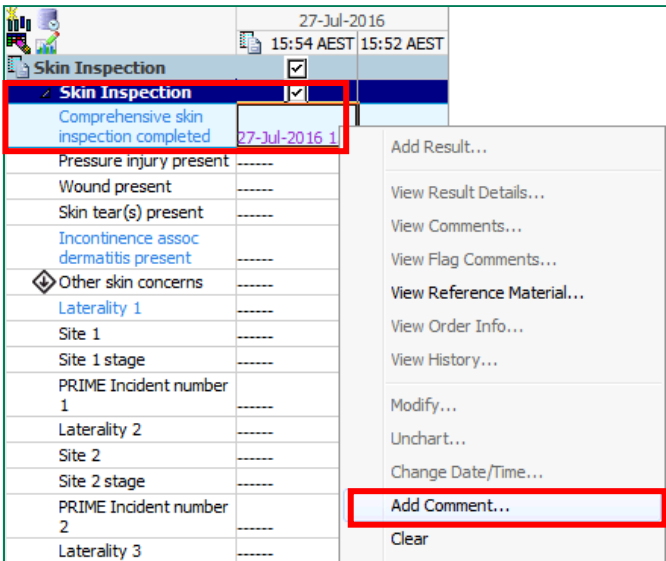 27-Jul-2016
15:54 AEST 15:52 AEST
Skin Inspection
Skin Inspection
Comprehensive skin
inspection completed 27-Jul-2016 1
Pressure injury present ------
Wound present ------
Skin tear(s) present ------
Incontinence assoc
dermatitis present ------
Other skin concerns ------
Laterality 1 ------
Site 1 ------
Site 1 stage ------
PRIME Incident number
1 ------
Laterality 2 ------
Site 2 ------
Site 2 stage ------
PRIME Incident number
2 ------
Laterality 3 ------
Add Result...
View Result Details...
View Comments...
View Flag Comments...
View Reference Material...
View Order Info...
View History...
Modify...
Unchart...
Change Date/Time...
Add Comment...
Clear